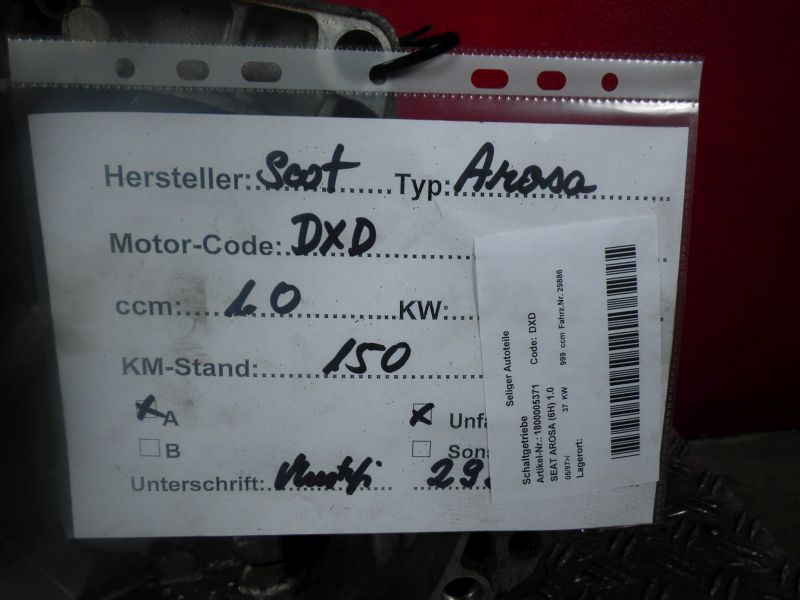 Hersteller: Seat Typ: Arosa
Motor-Code: DXD
ccm: 1.0 KW:
KM-Stand: 150
A Unfa
B Sons
Unterschrift: 29.
Seliger Autoteile
Schaltgetriebe
Artikel-Nr.: 1800005371 Code: DXD
SEAT AROSA (6H) 1.0
05/97>/ 37 KW 999 ccm Fahrz.Nr. 29886
Lagerort: